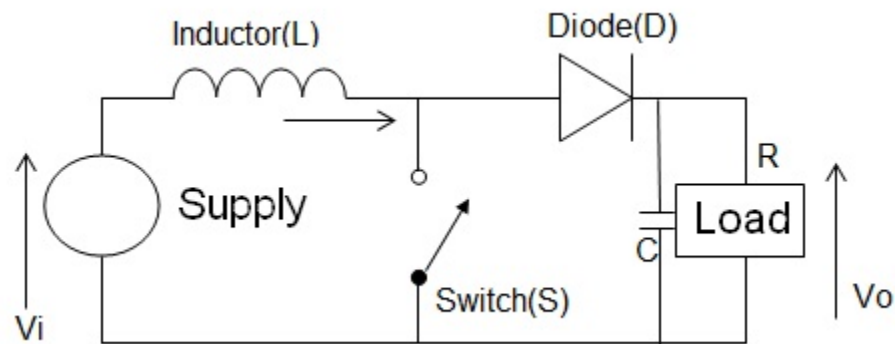 Inductor(L)
Diode(D)
Supply
R
Load
C
Switch(S)
Vi
Vo